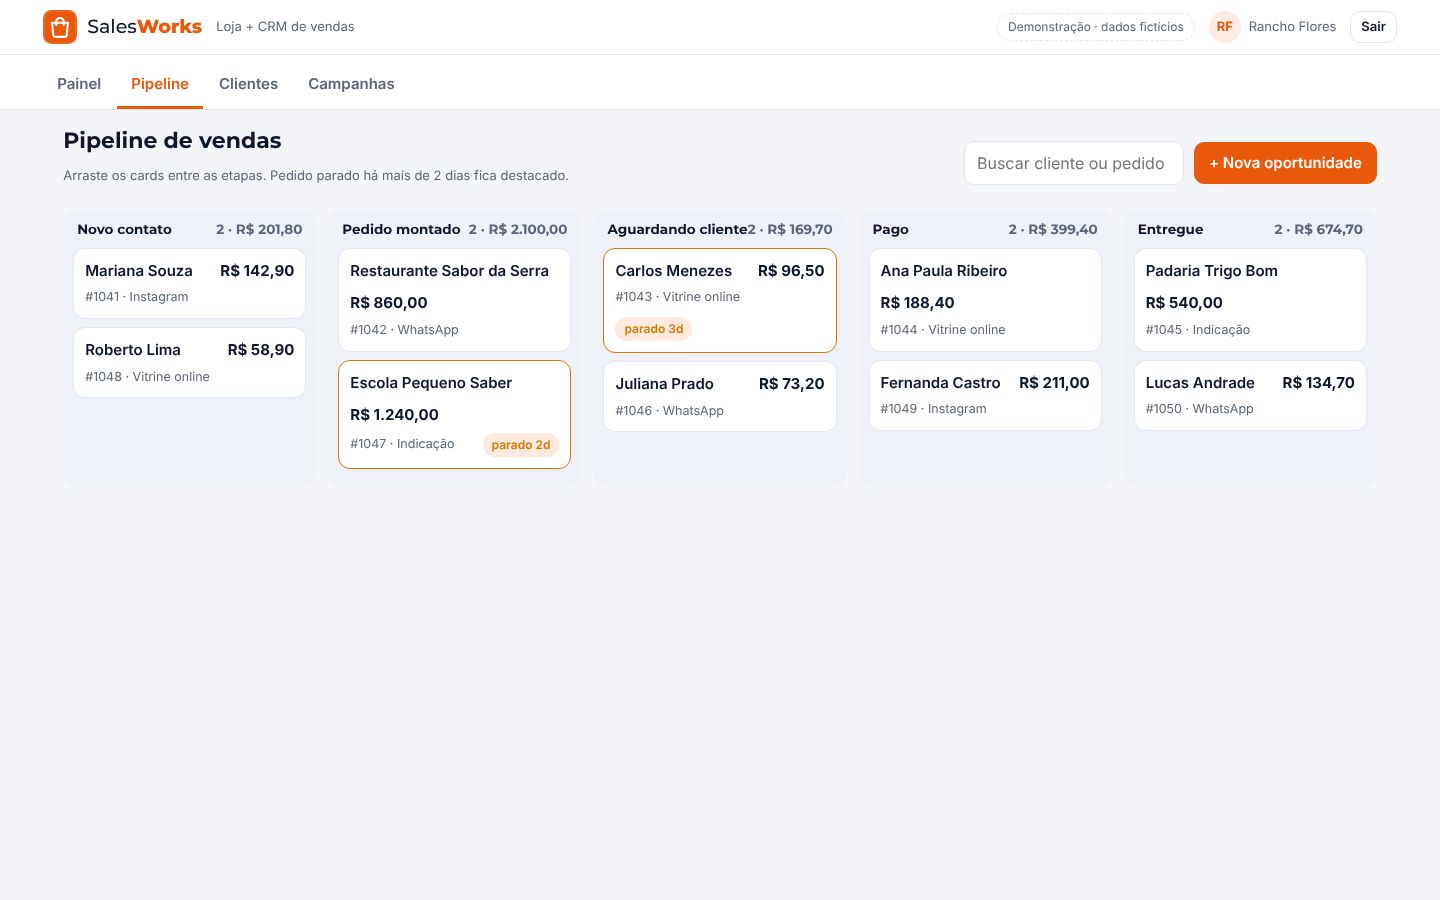 SalesWorks Loja + CRM de vendas
Demonstração · dados fictícios RF Rancho Flores Sair
Painel Pipeline Clientes Campanhas
Pipeline de vendas
Arraste os cards entre as etapas. Pedido parado há mais de 2 dias fica destacado.
Buscar cliente ou pedido + Nova oportunidade
Novo contato 2 · R$ 201,80
Mariana Souza R$ 142,90
#1041 · Instagram
Roberto Lima R$ 58,90
#1048 · Vitrine online
Pedido montado 2 · R$ 2.100,00
Restaurante Sabor da Serra
R$ 860,00
#1042 · WhatsApp
Escola Pequeno Saber
R$ 1.240,00
#1047 · Indicação parado 2d
Aguardando cliente 2 · R$ 169,70
Carlos Menezes R$ 96,50
#1043 · Vitrine online
parado 3d
Juliana Prado R$ 73,20
#1046 · WhatsApp
Pago 2 · R$ 399,40
Ana Paula Ribeiro
R$ 188,40
#1044 · Vitrine online
Fernanda Castro R$ 211,00
#1049 · Instagram
Entregue 2 · R$ 674,70
Padaria Trigo Bom
R$ 540,00
#1045 · Indicação
Lucas Andrade R$ 134,70
#1050 · WhatsApp